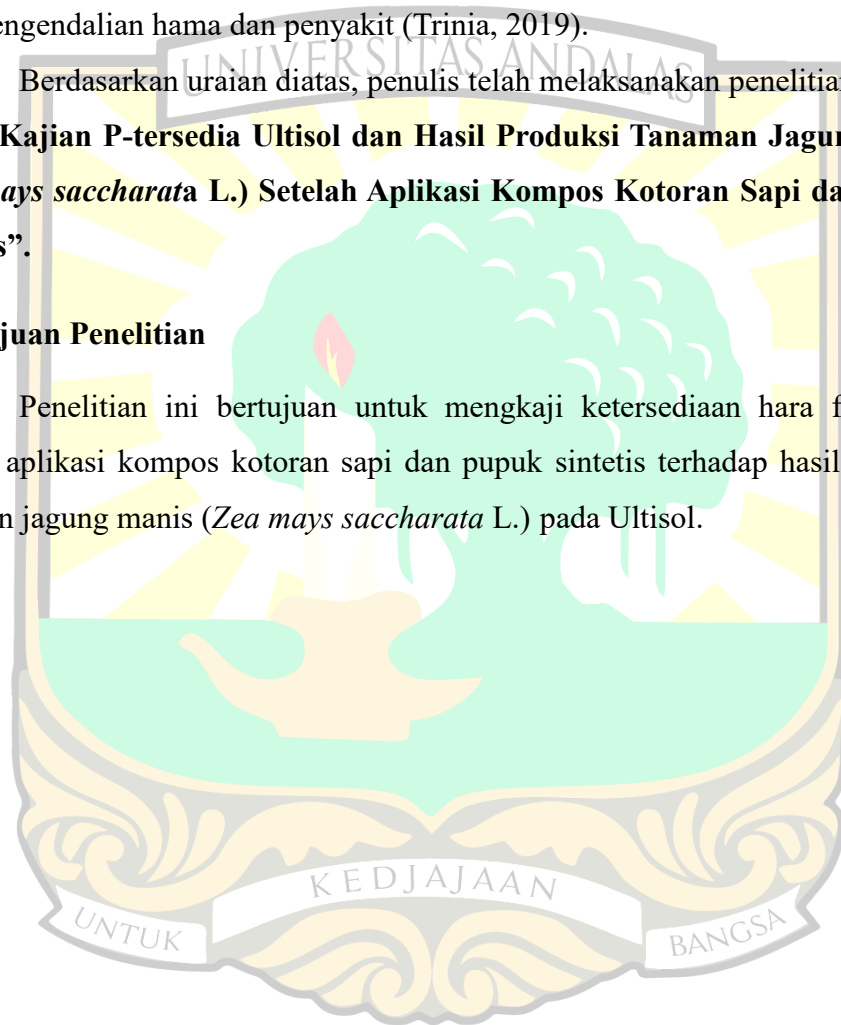 engendalian hama dan penyakit (Trinia, 2019).
UNIVERSITAS ANDALAS
Berdasarkan uraian diatas, penulis telah melaksanakan penelitian
Kajian P-tersedia Ultisol dan Hasil Produksi Tanaman Jagun
ays saccharata L.) Setelah Aplikasi Kompos Kotoran Sapi da
s”.
juan Penelitian
Penelitian ini bertujuan untuk mengkaji ketersediaan hara f
aplikasi kompos kotoran sapi dan pupuk sintetis terhadap hasil
n jagung manis (Zea mays saccharata L.) pada Ultisol.
KEDJAJAAN
UNTUK BANGSA